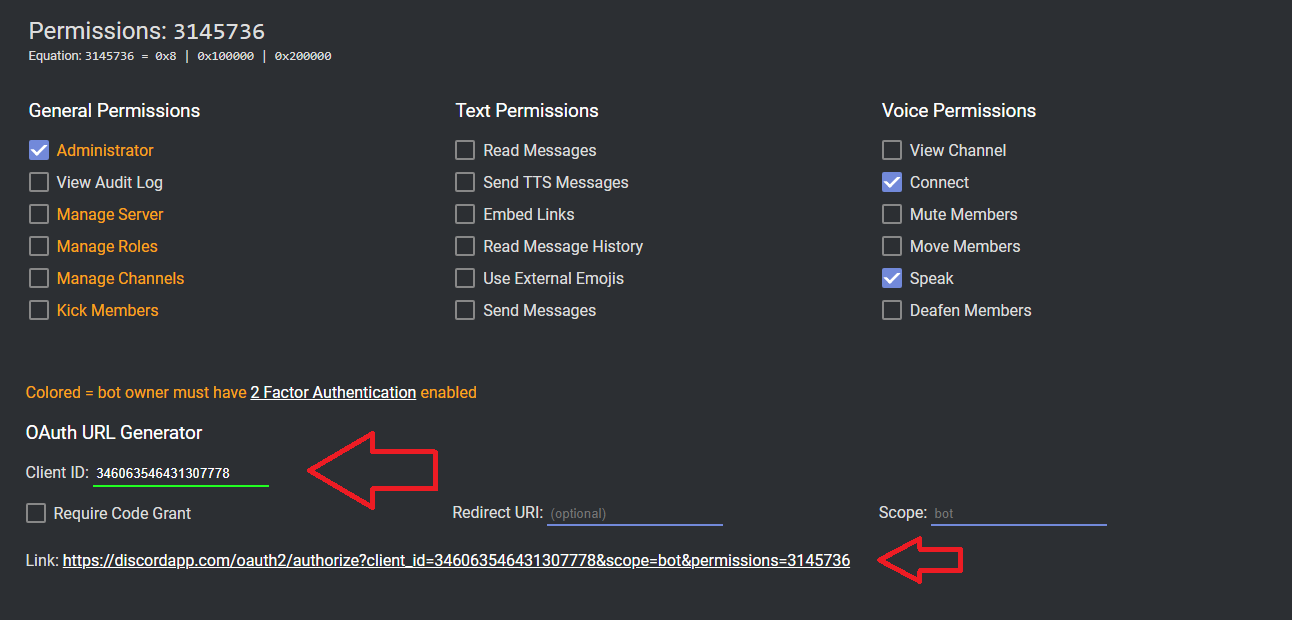 Permissions: 3145736
Equation: 3145736 = 0x8 | 0x100000 | 0x200000
General Permissions
Administrator
View Audit Log
Manage Server
Manage Roles
Manage Channels
Kick Members
Text Permissions
Read Messages
Send TTS Messages
Embed Links
Read Message History
Use External Emojis
Send Messages
Voice Permissions
View Channel
Connect
Mute Members
Move Members
Speak
Deafen Members
Colored = bot owner must have 2 Factor Authentication enabled
OAuth URL Generator
Client ID: 346063546431307778
Require Code Grant
Redirect URI: (optional)
Scope: bot
Link: https://discordapp.com/oauth2/authorize?client_id=346063546431307778&scope=bot&permissions=3145736